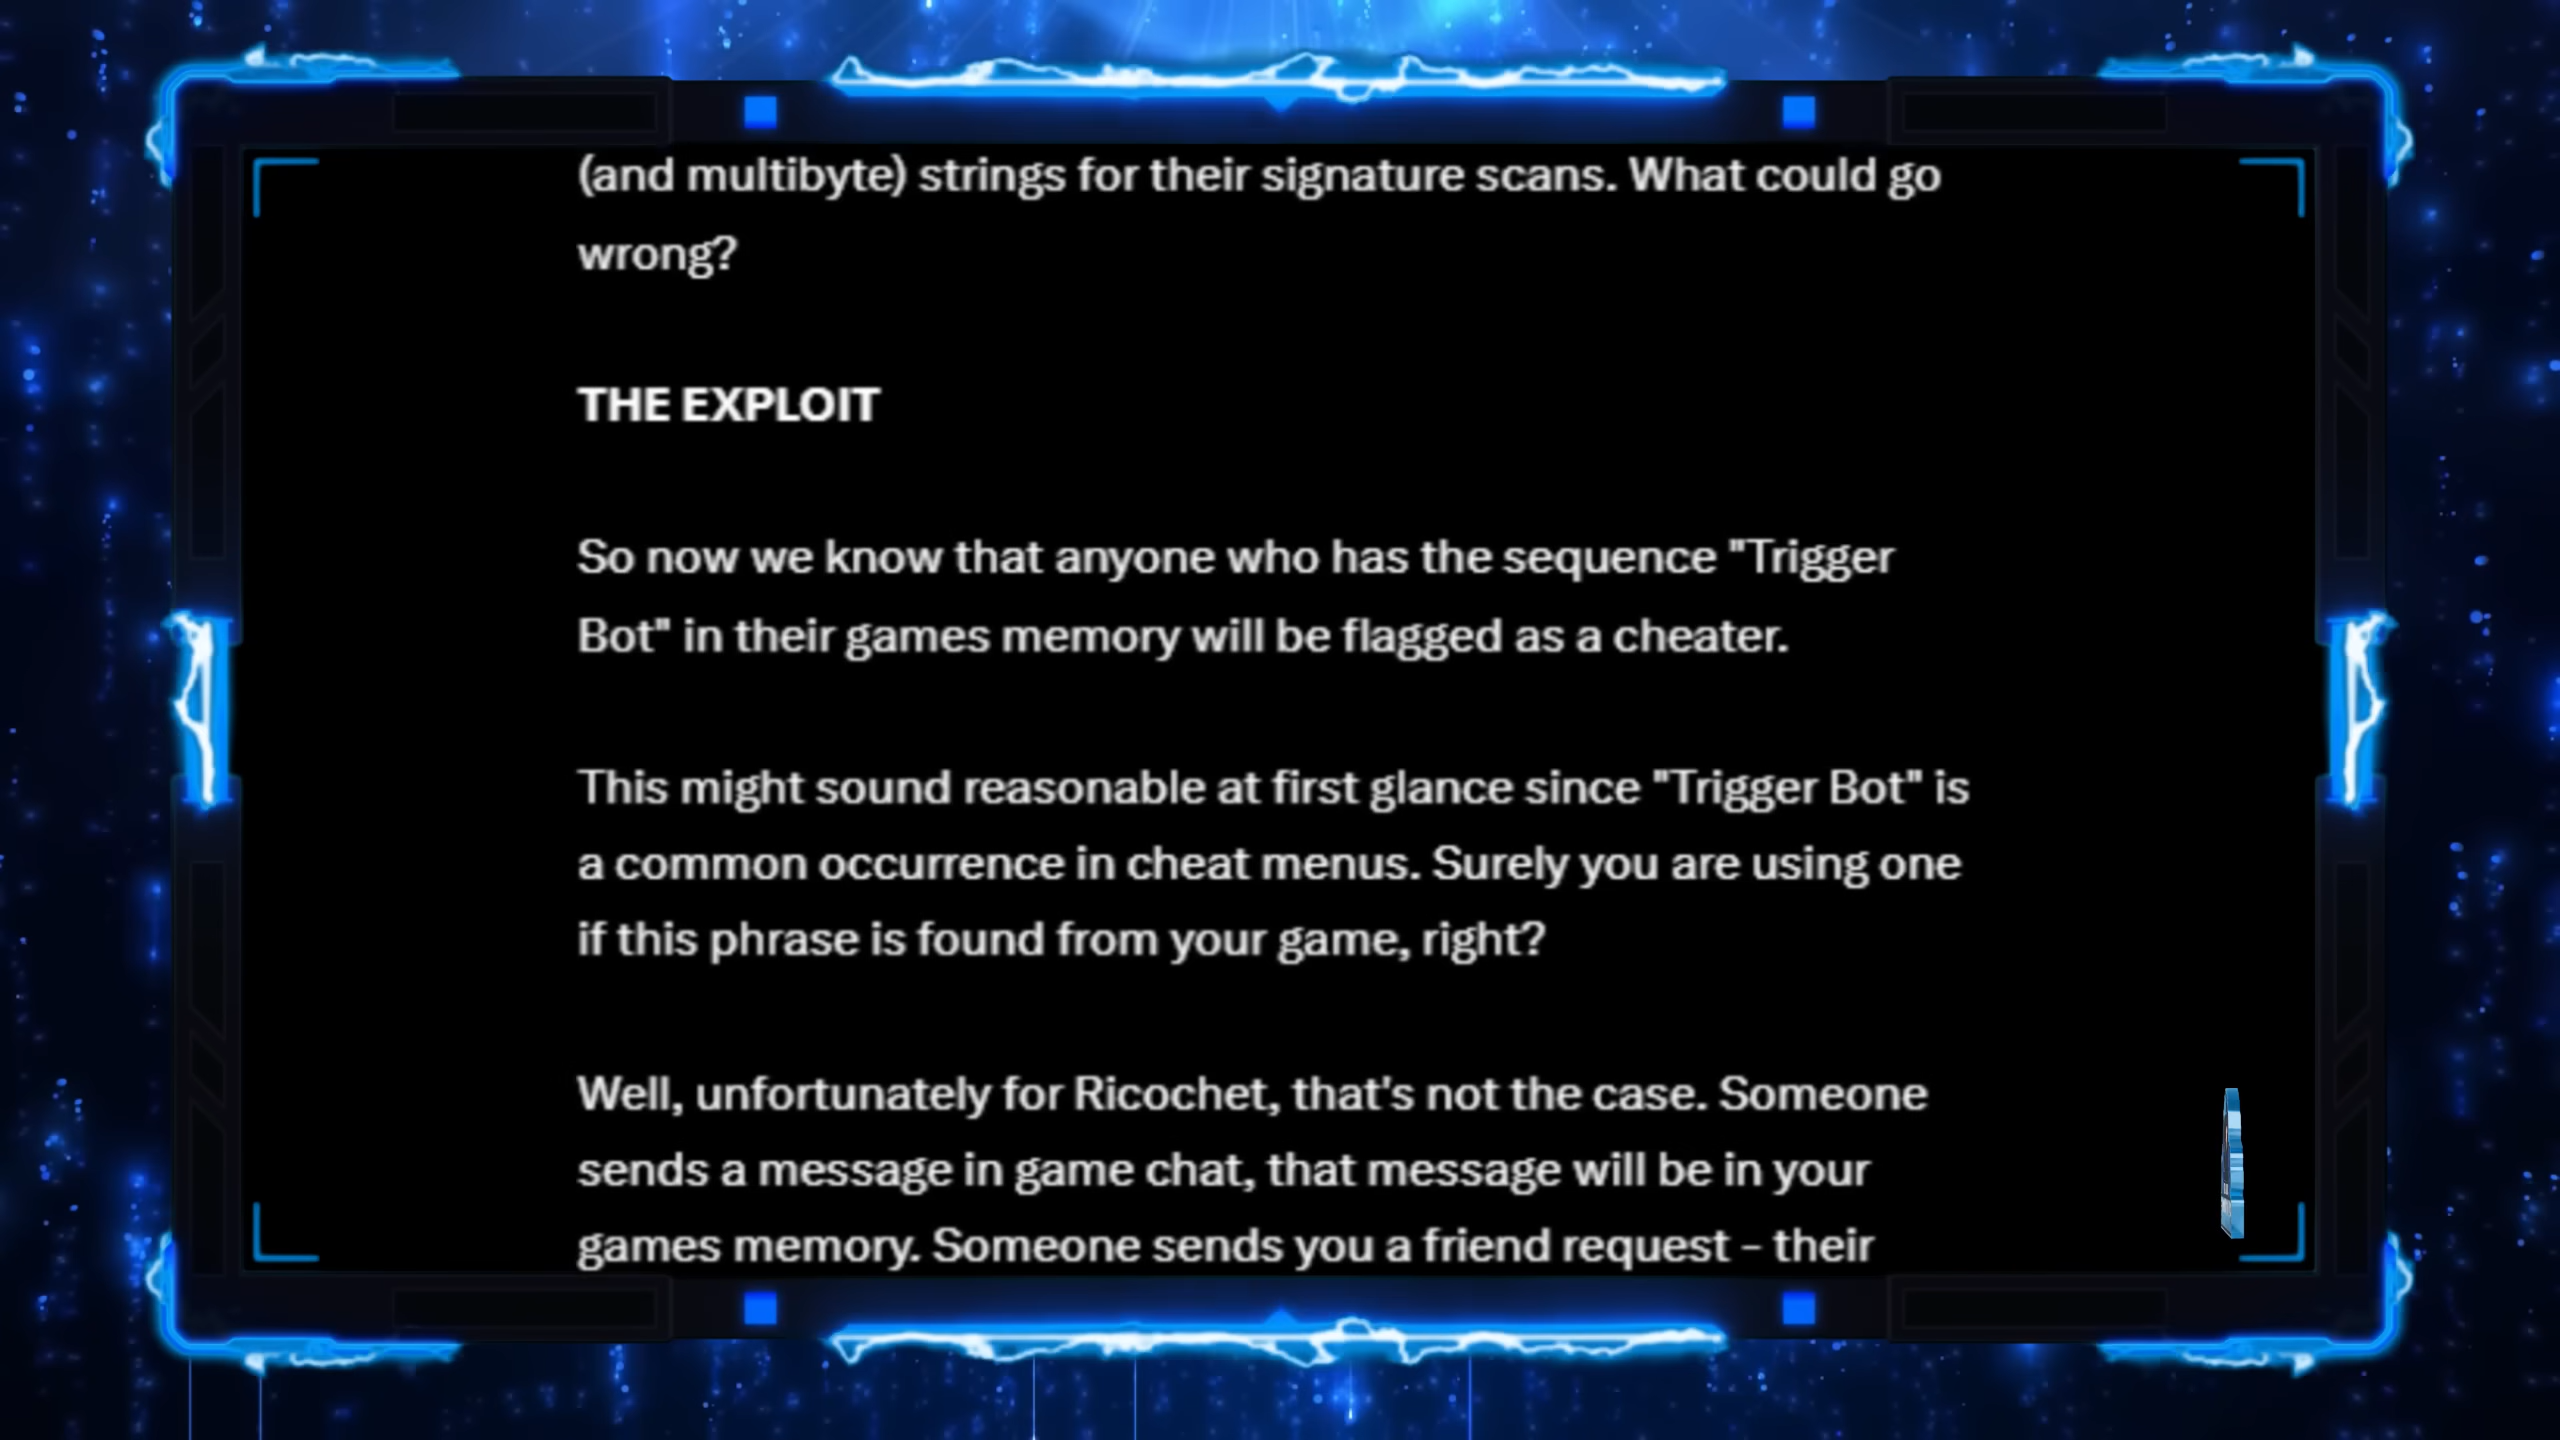 (and multibyte) strings for their signature scans. What could go
wrong?
THE EXPLOIT
So now we know that anyone who has the sequence "Trigger
Bot" in their games memory will be flagged as a cheater.
This might sound reasonable at first glance since "Trigger Bot" is
a common occurrence in cheat menus. Surely you are using one
if this phrase is found from your game, right?
Well, unfortunately for Ricochet, that's not the case. Someone
sends a message in game chat, that message will be in your
games memory. Someone sends you a friend request – their